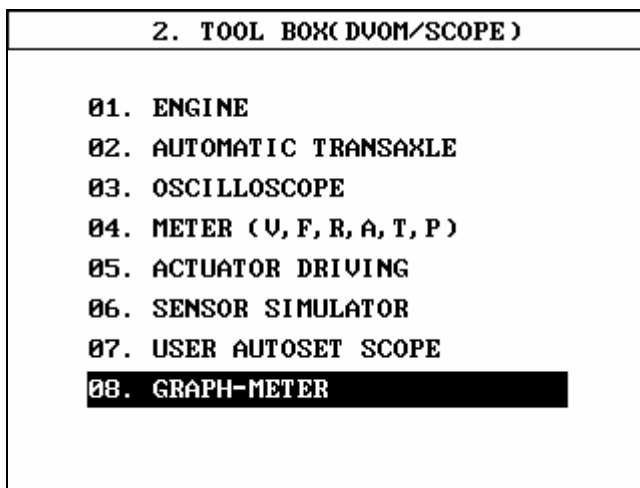 2. TOOL BOX(DVOM/SCOPE)
01. ENGINE
02. AUTOMATIC TRANSAXLE
03. OSCILLOSCOPE
04. METER (V,F,R,A,T,P)
05. ACTUATOR DRIVING
06. SENSOR SIMULATOR
07. USER AUTOSET SCOPE
08. GRAPH-METER